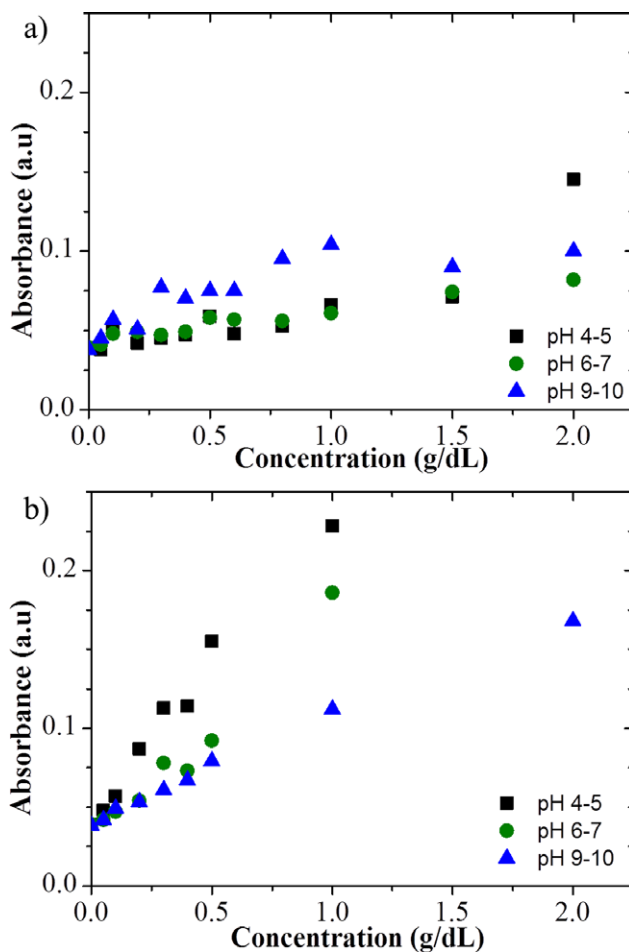 a)
0.2
0.1
0.0
Absorbance (a.u)
pH 4-5
pH 6-7
pH 9-10
0.0 0.5 1.0 1.5 2.0
Concentration (g/dL)
b)
0.2
0.1
0.0
Absorbance (a.u)
pH 4-5
pH 6-7
pH 9-10
0.0 0.5 1.0 1.5 2.0
Concentration (g/dL)